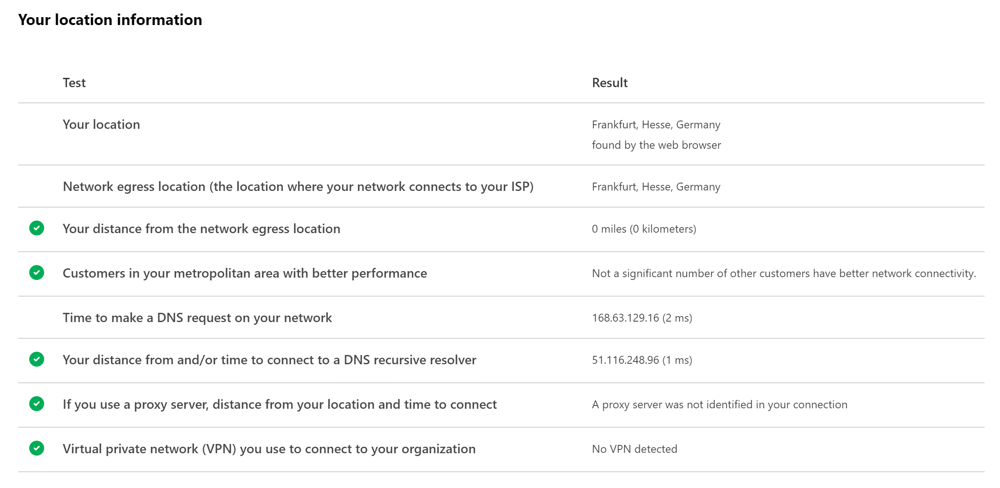 Your location information
Test
Result
Your location
Frankfurt, Hesse, Germany
found by the web browser
Network egress location (the location where your network connects to your ISP)
Frankfurt, Hesse, Germany
Your distance from the network egress location
0 miles (0 kilometers)
Customers in your metropolitan area with better performance
Not a significant number of other customers have better network connectivity.
Time to make a DNS request on your network
168.63.129.16 (2 ms)
Your distance from and/or time to connect to a DNS recursive resolver
51.116.248.96 (1 ms)
If you use a proxy server, distance from your location and time to connect
A proxy server was not identified in your connection
Virtual private network (VPN) you use to connect to your organization
No VPN detected